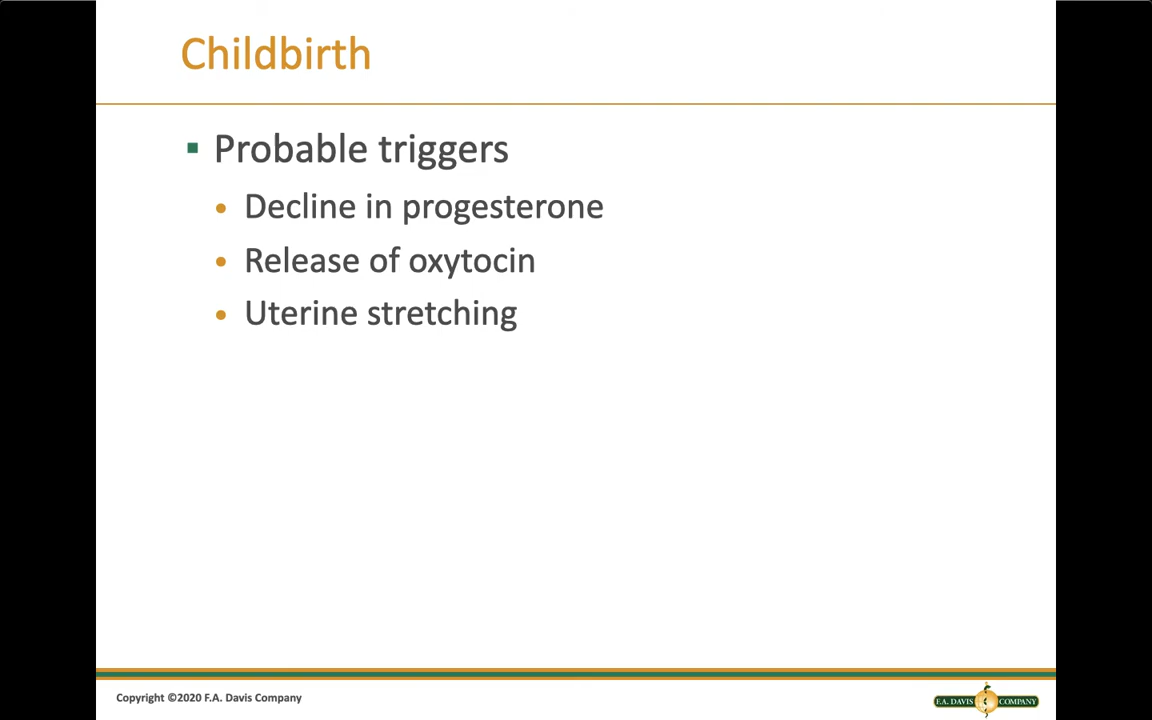 Childbirth
▪ Probable triggers
• Decline in progesterone
• Release of oxytocin
• Uterine stretching
Copyright ©2020 F.A. Davis Company
F.A. DAVIS COMPANY